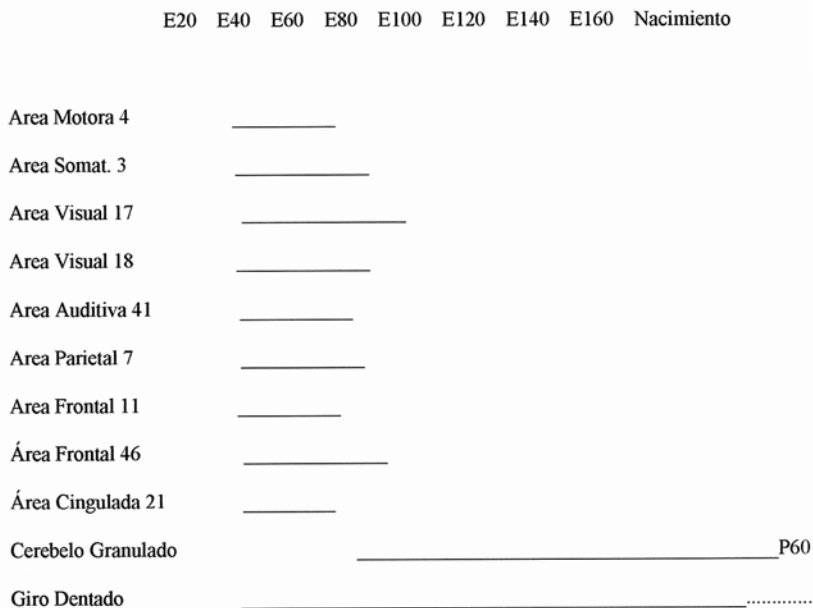 E20 E40 E60 E80 E100 E120 E140 E160 Nacimiento
Area Motora 4
Area Somat. 3
Area Visual 17
Area Visual 18
Area Auditiva 41
Area Parietal 7
Area Frontal 11
Área Frontal 46
Área Cingulada 21
Cerebelo Granulado P60
Giro Dentado